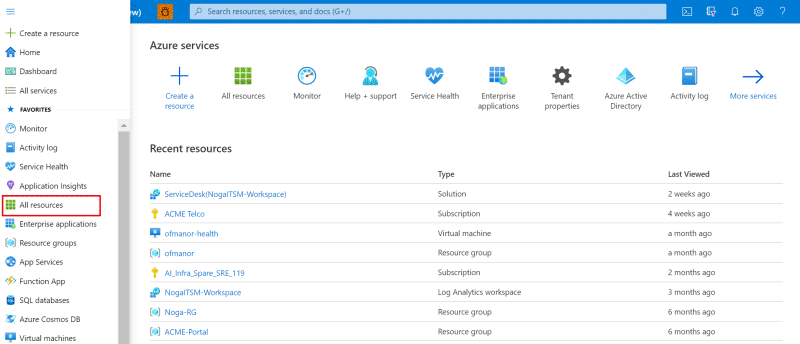 ew)
Search resources, services, and docs (G+/)
Create a resource
Home
Dashboard
All services
FAVORITES
Monitor
Activity log
Service Health
Application Insights
All resources
Enterprise applications
Resource groups
App Services
Function App
SQL databases
Azure Cosmos DB
Virtual machines
Azure services
Create a
resource
All resources
Monitor
Help + support
Service Health
Enterprise
applications
Tenant
properties
Azure Active
Directory
Activity log
More services
Recent resources
Name Type Last Viewed
ServiceDesk(NogaITSM-Workspace) Solution 2 weeks ago
ACME Telco Subscription 4 weeks ago
ofmanor-health Virtual machine a month ago
ofmanor Resource group a month ago
AI_Infra_Spare_SRE_119 Subscription 2 months ago
NogaITSM-Workspace Log Analytics workspace 3 months ago
Noga-RG Resource group 6 months ago
ACME-Portal Resource group 6 months ago